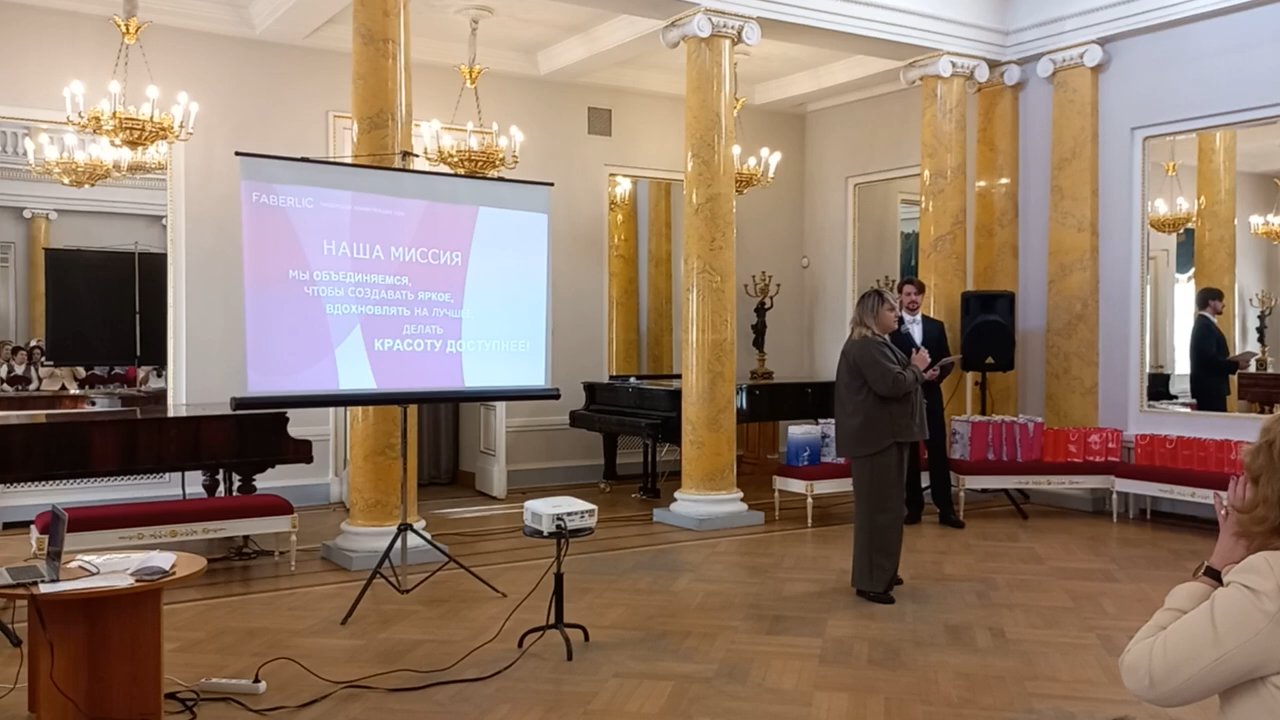 FABERLIC
НАША МИССИЯ
МЫ ОБЪЕДИНЯЕМСЯ,
ЧТОБЫ СОЗДАВАТЬ ЯРКОЕ,
ВДОХНОВЛЯТЬ НА ЛУЧШЕЕ,
ДЕЛАТЬ
КРАСОТУ ДОСТУПНЕЕ!